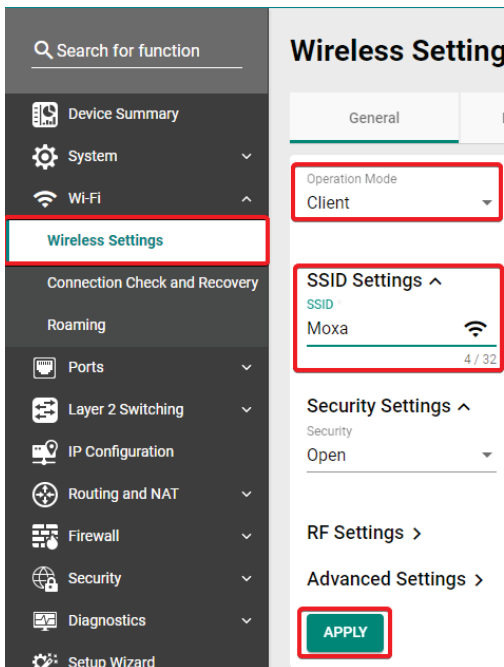 Search for function
Device Summary
System
Wi-Fi
Wireless Settings
Connection Check and Recovery
Roaming
Ports
Layer 2 Switching
IP Configuration
Routing and NAT
Firewall
Security
Diagnostics
Setup Wizard
Wireless Setting
General
Operation Mode
Client
SSID Settings
SSID *
Moxa
4 / 32
Security Settings
Security
Open
RF Settings
Advanced Settings
APPLY